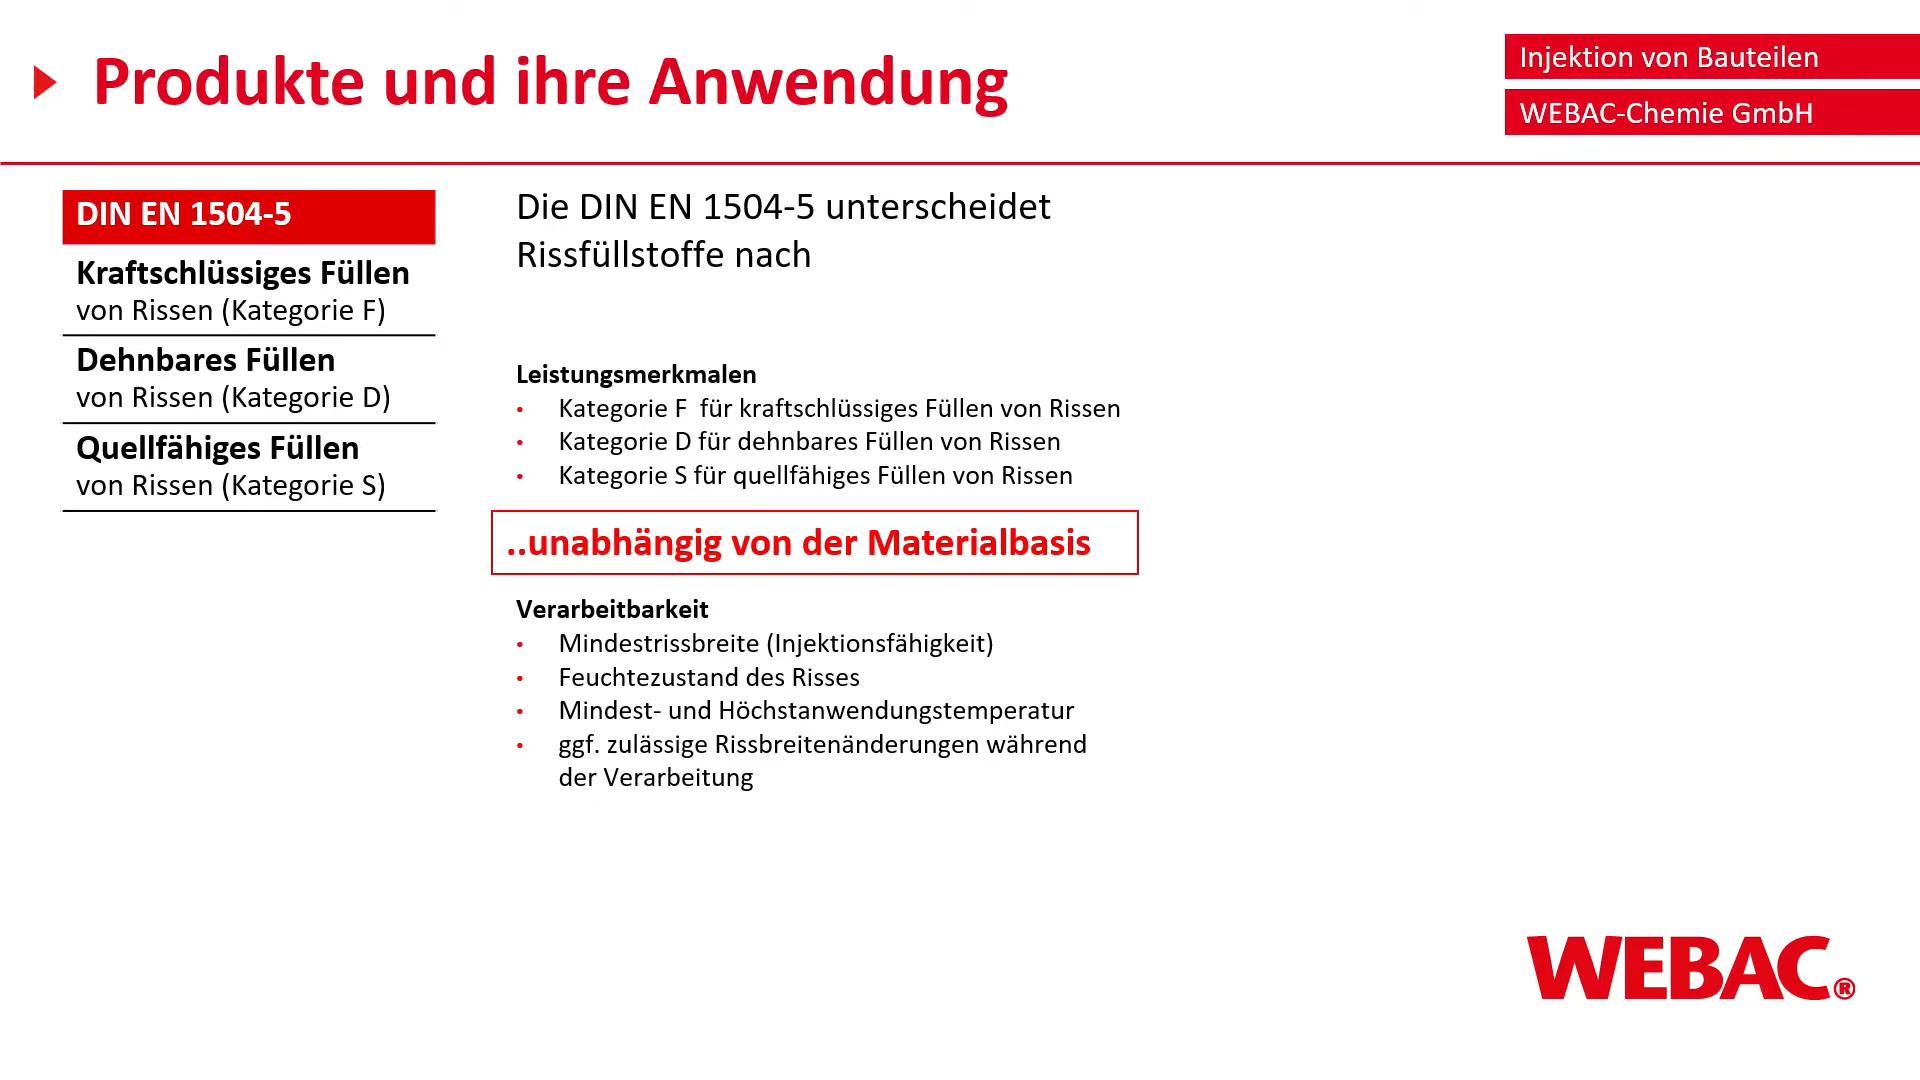 Produkte und ihre Anwendung
Injektion von Bauteilen
WEBAC-Chemie GmbH
DIN EN 1504-5
Kraftschlüssiges Füllen
von Rissen (Kategorie F)
Dehnbares Füllen
von Rissen (Kategorie D)
Quellfähiges Füllen
von Rissen (Kategorie S)
Die DIN EN 1504-5 unterscheidet
Rissfüllstoffe nach
Leistungsmerkmalen
• Kategorie F für kraftschlüssiges Füllen von Rissen
• Kategorie D für dehnbares Füllen von Rissen
• Kategorie S für quellfähiges Füllen von Rissen
..unabhängig von der Materialbasis
Verarbeitbarkeit
• Mindestrissbreite (Injektionsfähigkeit)
• Feuchtezustand des Risses
• Mindest- und Höchstanwendungstemperatur
• ggf. zulässige Rissbreitenänderungen während
der Verarbeitung
WEBAC®